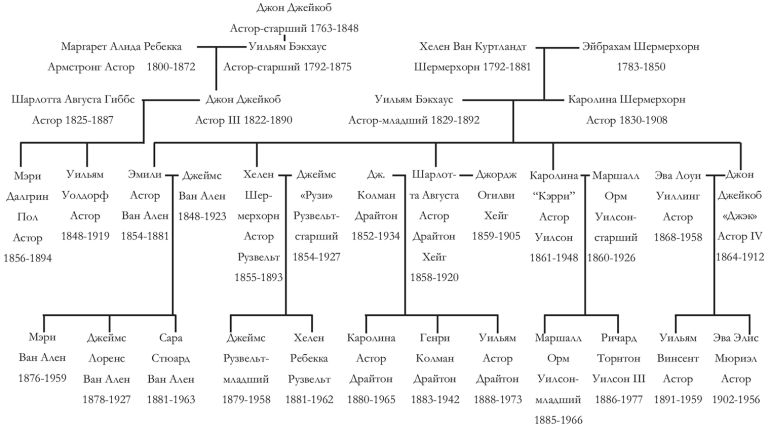 Джон Джейкоб
Астор-старший 1763-1848
Маргарет Алида Ребекка
Армстронг Астор 1800-1872
Уильям Бэкхаус
Астор-старший 1792-1875
Хелен Ван Куртландт
Шермерхорн 1792-1881
Эйбрахам Шермерхорн
1783-1850
Шарлотта Августа Гиббс
Астор 1825-1887
Джон Джейкоб
Астор III 1822-1890
Уильям Бэкхаус
Астор-младший 1829-1892
Каролина Шермерхорн
Астор 1830-1908
Мэри
Далгрин
Пол
Астор
1856-1894
Уильям
Уолдорф
Астор
1848-1919
Эмили
Астор
Ван Ален
1854-1881
Джеймс
Ван Ален
1848-1923
Хелен
Шер-
мерхорн
Астор
Рузвельт
1855-1893
Джеймс
«Рузи»
Рузвельт-
старший
1854-1927
Дж.
Колман
Драйтон
1852-1934
Шарлот-
та Августа
Астор
Драйтон
Хейг
1858-1920
Джордж
Огилви
Хейг
1859-1905
Каролина
“Кэрри”
Астор
Уилсон
1861-1948
Маршалл
Орм
Уилсон-
старший
1860-1926
Эва Лоуи
Уиллинг
Астор
1868-1958
Джон
Джейкоб
«Джэк»
Астор IV
1864-1912
Мэри
Ван Ален
1876-1959
Джеймс
Лоренс
Ван Ален
1878-1927
Сара
Стюард
Ван Ален
1881-1963
Джеймс
Рузвельт-
младший
1879-1958
Хелен
Ребекка
Рузвельт
1881-1962
Каролина
Астор
Драйтон
1880-1965
Генри
Колман
Драйтон
1883-1942
Уильям
Астор
Драйтон
1888-1973
Маршалл
Орм
Уилсон-
младший
1885-1966
Ричард
Торнтон
Уилсон III
1886-1977
Уильям
Винсент
Астор
1891-1959
Эва Элис
Мюриэл
Астор
1902-1956